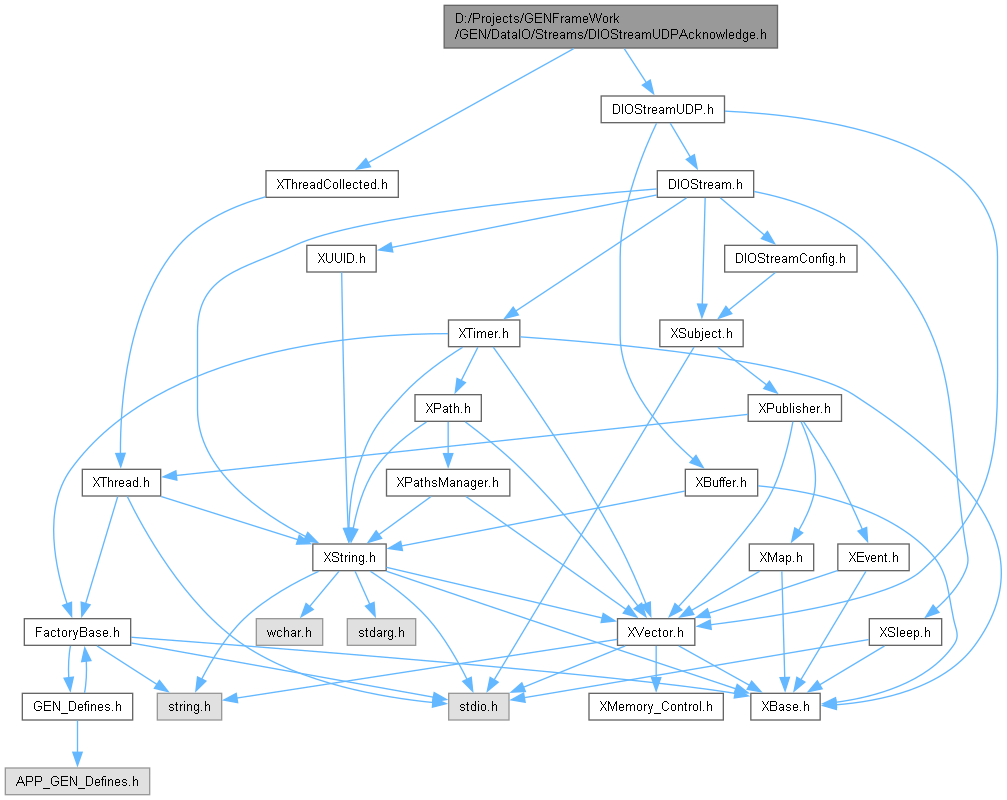 D:/Projects/GENFrameWork
/GEN/DataIO/Streams/DIOStreamUDPAcknowledge.h
DIOStreamUDP.h
XThreadCollected.h
DIOStream.h
XUUID.h
DIOStreamConfig.h
XTimer.h
XSubject.h
XPath.h
XPublisher.h
XThread.h
XPathsManager.h
XBuffer.h
XString.h
XMap.h
XEvent.h
FactoryBase.h
wchar.h
stdarg.h
XVector.h
XSleep.h
GEN_Defines.h
string.h
stdio.h
XMemory_Control.h
XBase.h
APP_GEN_Defines.h